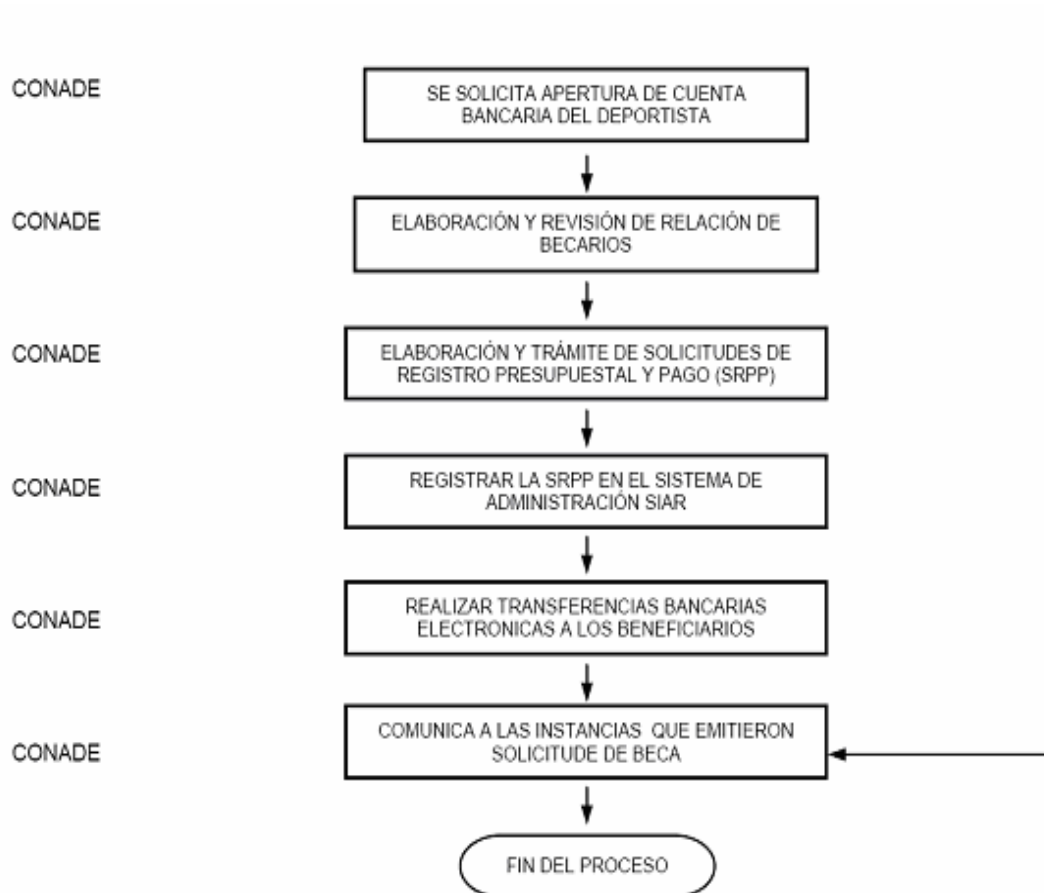 CONADE
SE SOLICITA APERTURA DE CUENTA
BANCARIA DEL DEPORTISTA
CONADE
ELABORACIÓN Y REVISIÓN DE RELACIÓN DE
BECARIOS
CONADE
ELABORACIÓN Y TRÁMITE DE SOLICITUDES DE
REGISTRO PRESUPUESTAL Y PAGO (SRPP)
CONADE
REGISTRAR LA SRPP EN EL SISTEMA DE
ADMINISTRACIÓN SIAR
CONADE
REALIZAR TRANSFERENCIAS BANCARIAS
ELECTRONICAS A LOS BENEFICIARIOS
CONADE
COMUNICA A LAS INSTANCIAS QUE EMITIERON
SOLICITUDE DE BECA
FIN DEL PROCESO